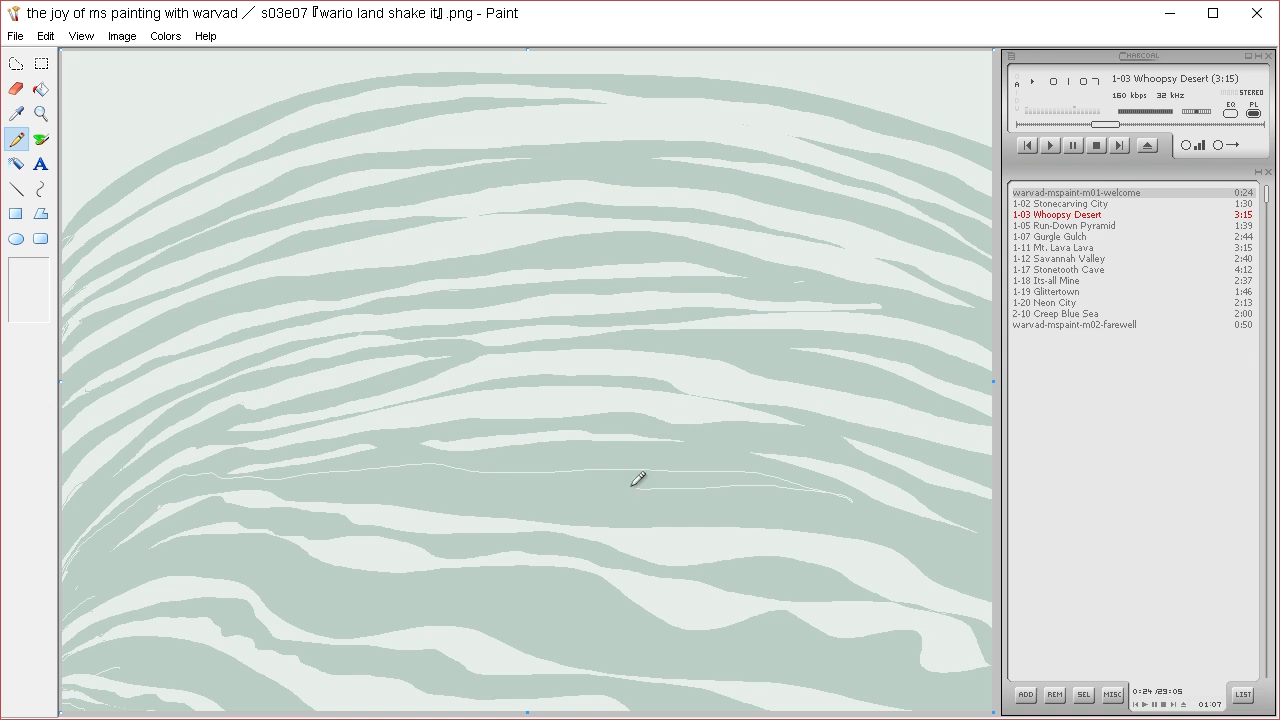 the joy of ms painting with warvad ／ s03e07『wario land shake it』.png - Paint
File Edit View Image Colors Help
CHARCOAL
1-03 Whoopsy Desert (3:15)
160 kbps 32 kHz
MONO STEREO
EQ PL
warvad-mspaint-m01-welcome 0:24
1-02 Stonecarving City 1:30
1-03 Whoopsy Desert 3:15
1-05 Run-Down Pyramid 1:39
1-07 Gurgle Gulch 2:44
1-11 Mt. Lava Lava 3:15
1-12 Savannah Valley 2:40
1-17 Stonetooth Cave 4:12
1-18 Its-all Mine 2:37
1-19 Glittertown 1:46
1-20 Neon City 2:13
2-10 Creep Blue Sea 2:00
warvad-mspaint-m02-farewell 0:50
ADD REM SEL MISC 0:24/29:05 01:07 LIST